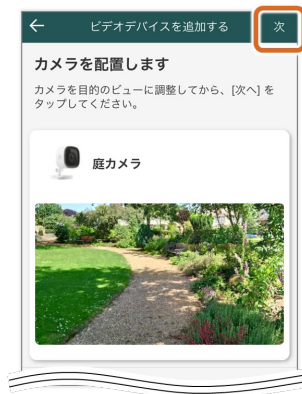 ビデオデバイスを追加する 次
カメラを配置します
カメラを目的のビューに調整してから、[次へ] を
タップしてください。
庭カメラ